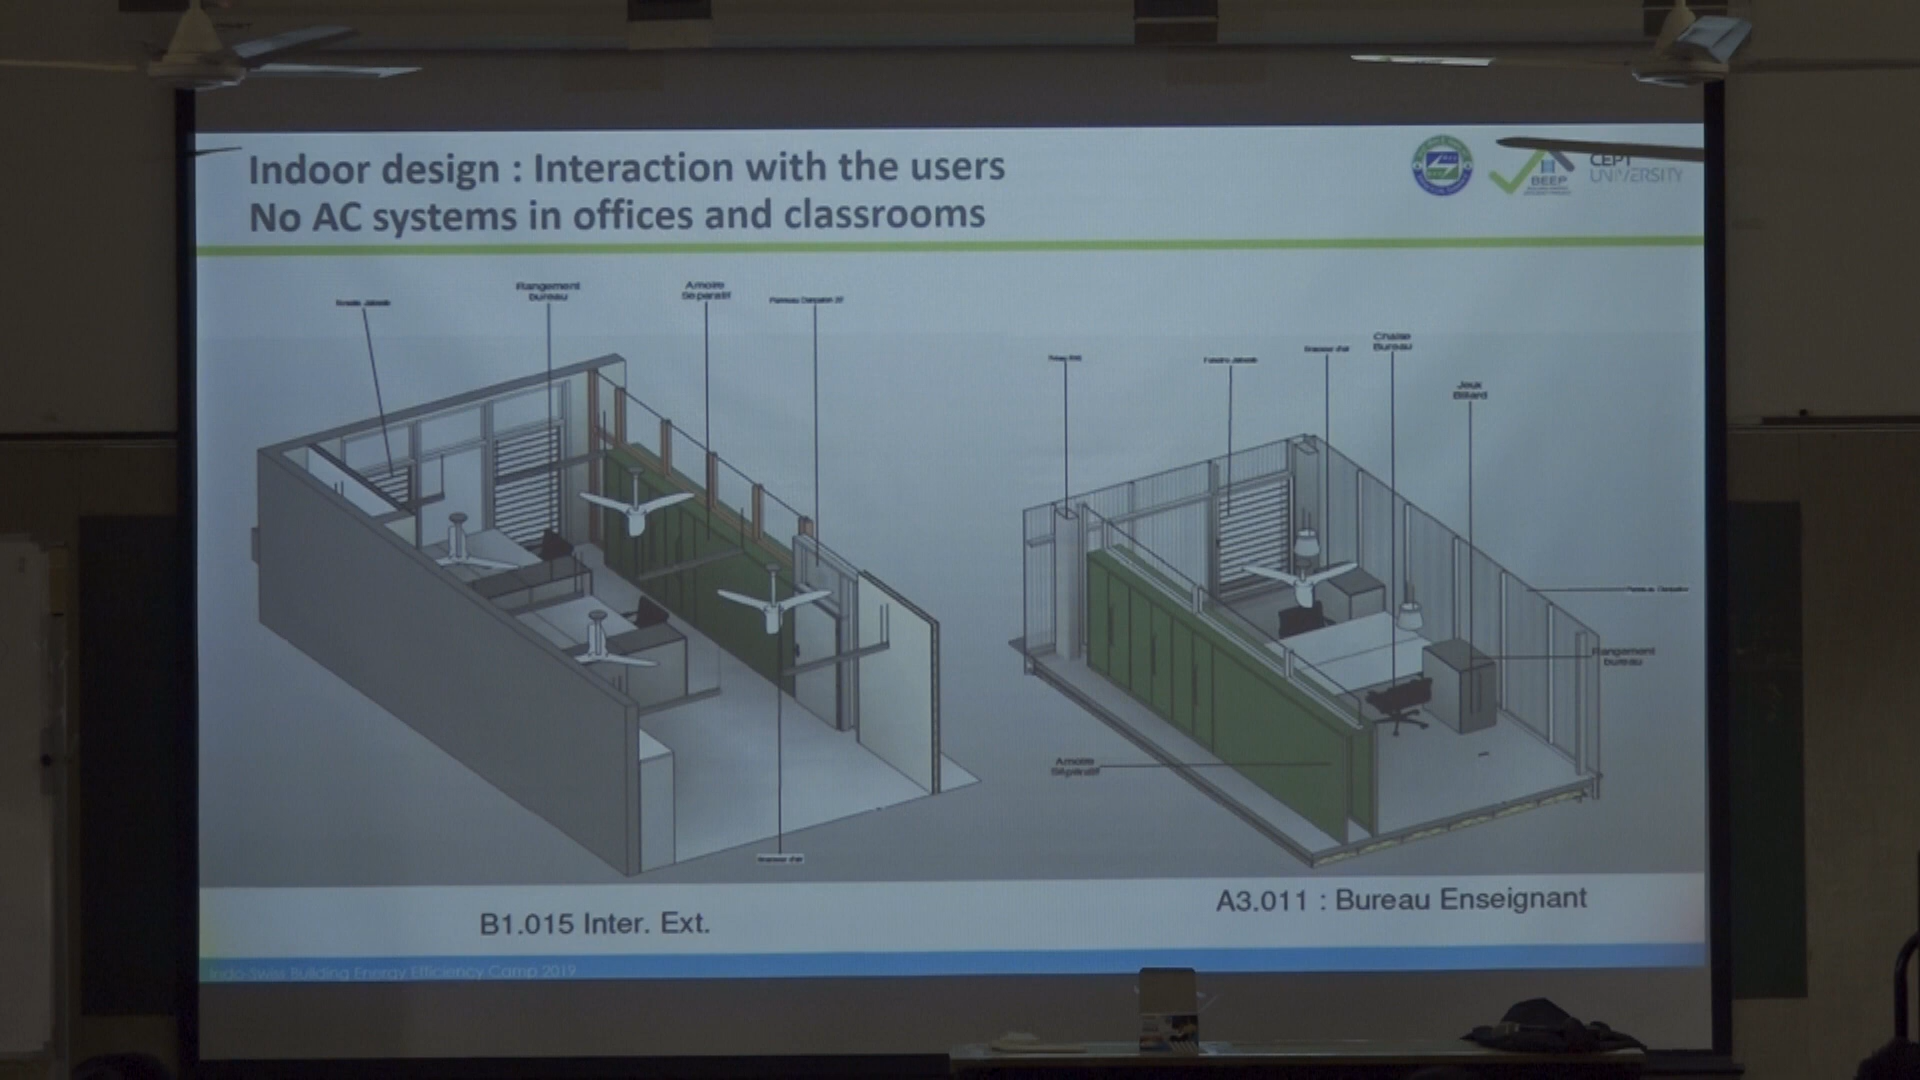 Indoor design : Interaction with the users
No AC systems in offices and classrooms
BEEP
CEPT
UNIVERSITY
Rangement
bureau
Amoire
Séparatif
Chaise
Bureau
Jeux
Billard
Rangement
bureau
Amoire
Séparatif
B1.015 Inter. Ext.
A3.011 : Bureau Enseignant
Indo-Swiss Building Energy Efficiency Camp 2019